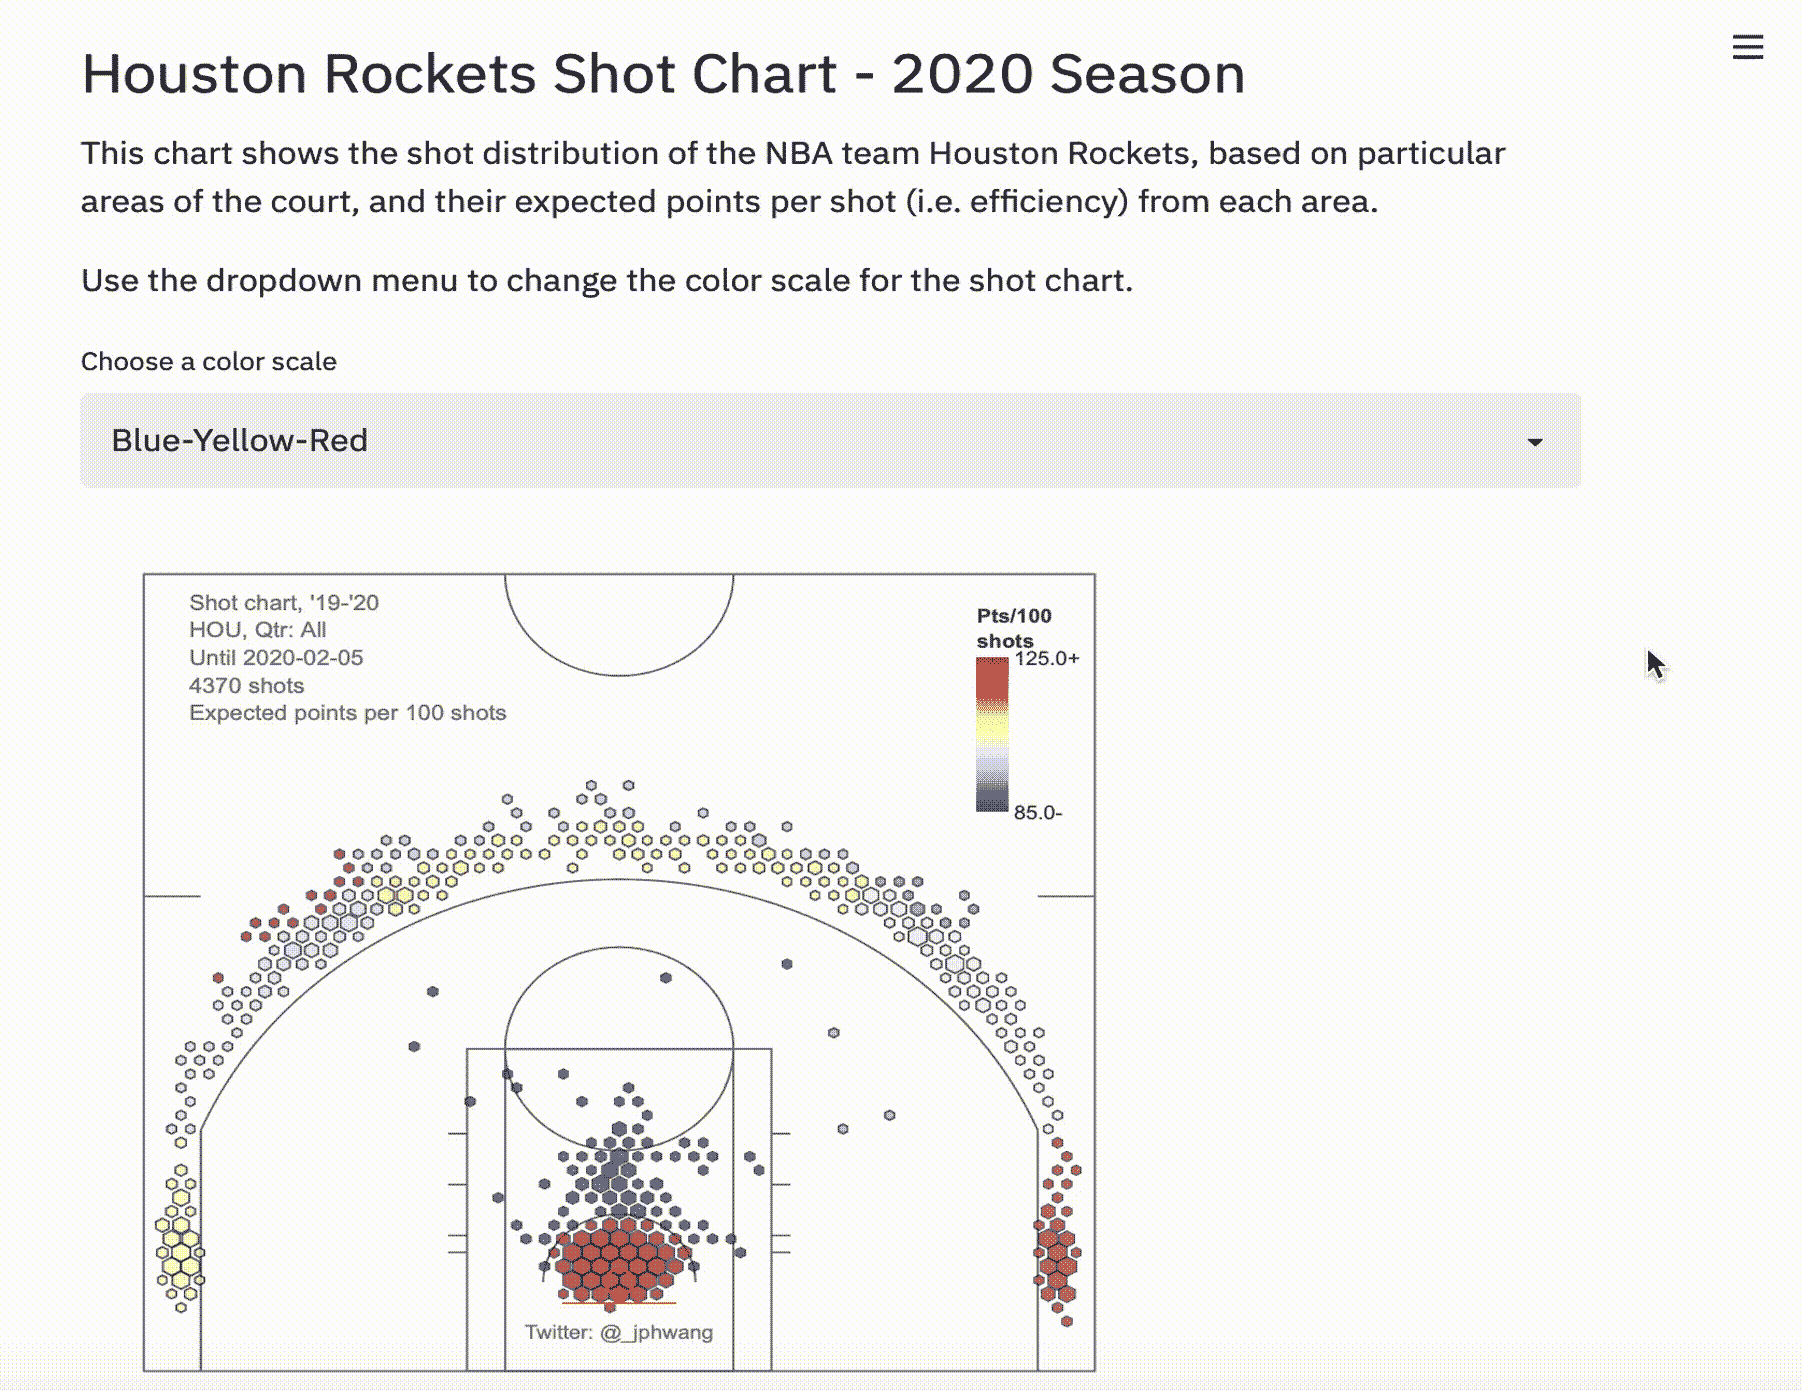 Houston Rockets Shot Chart - 2020 Season
This chart shows the shot distribution of the NBA team Houston Rockets, based on particular
areas of the court, and their expected points per shot (i.e. efficiency) from each area.
Use the dropdown menu to change the color scale for the shot chart.
Choose a color scale
Blue-Yellow-Red
Shot chart, '19-'20
HOU, Qtr: All
Until 2020-02-05
4370 shots
Expected points per 100 shots
Pts/100
shots
125.0+
85.0-
Twitter: @_jphwang